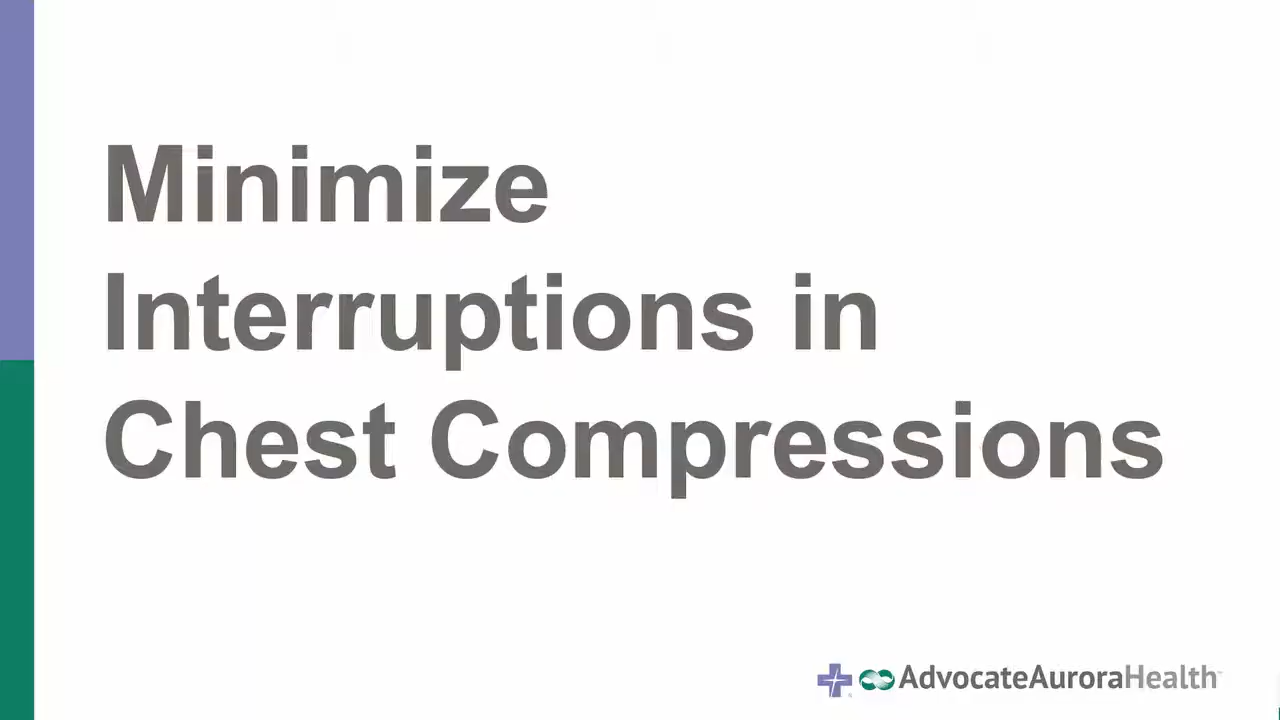 Minimize
Interruptions in
Chest Compressions
AdvocateAuroraHealth